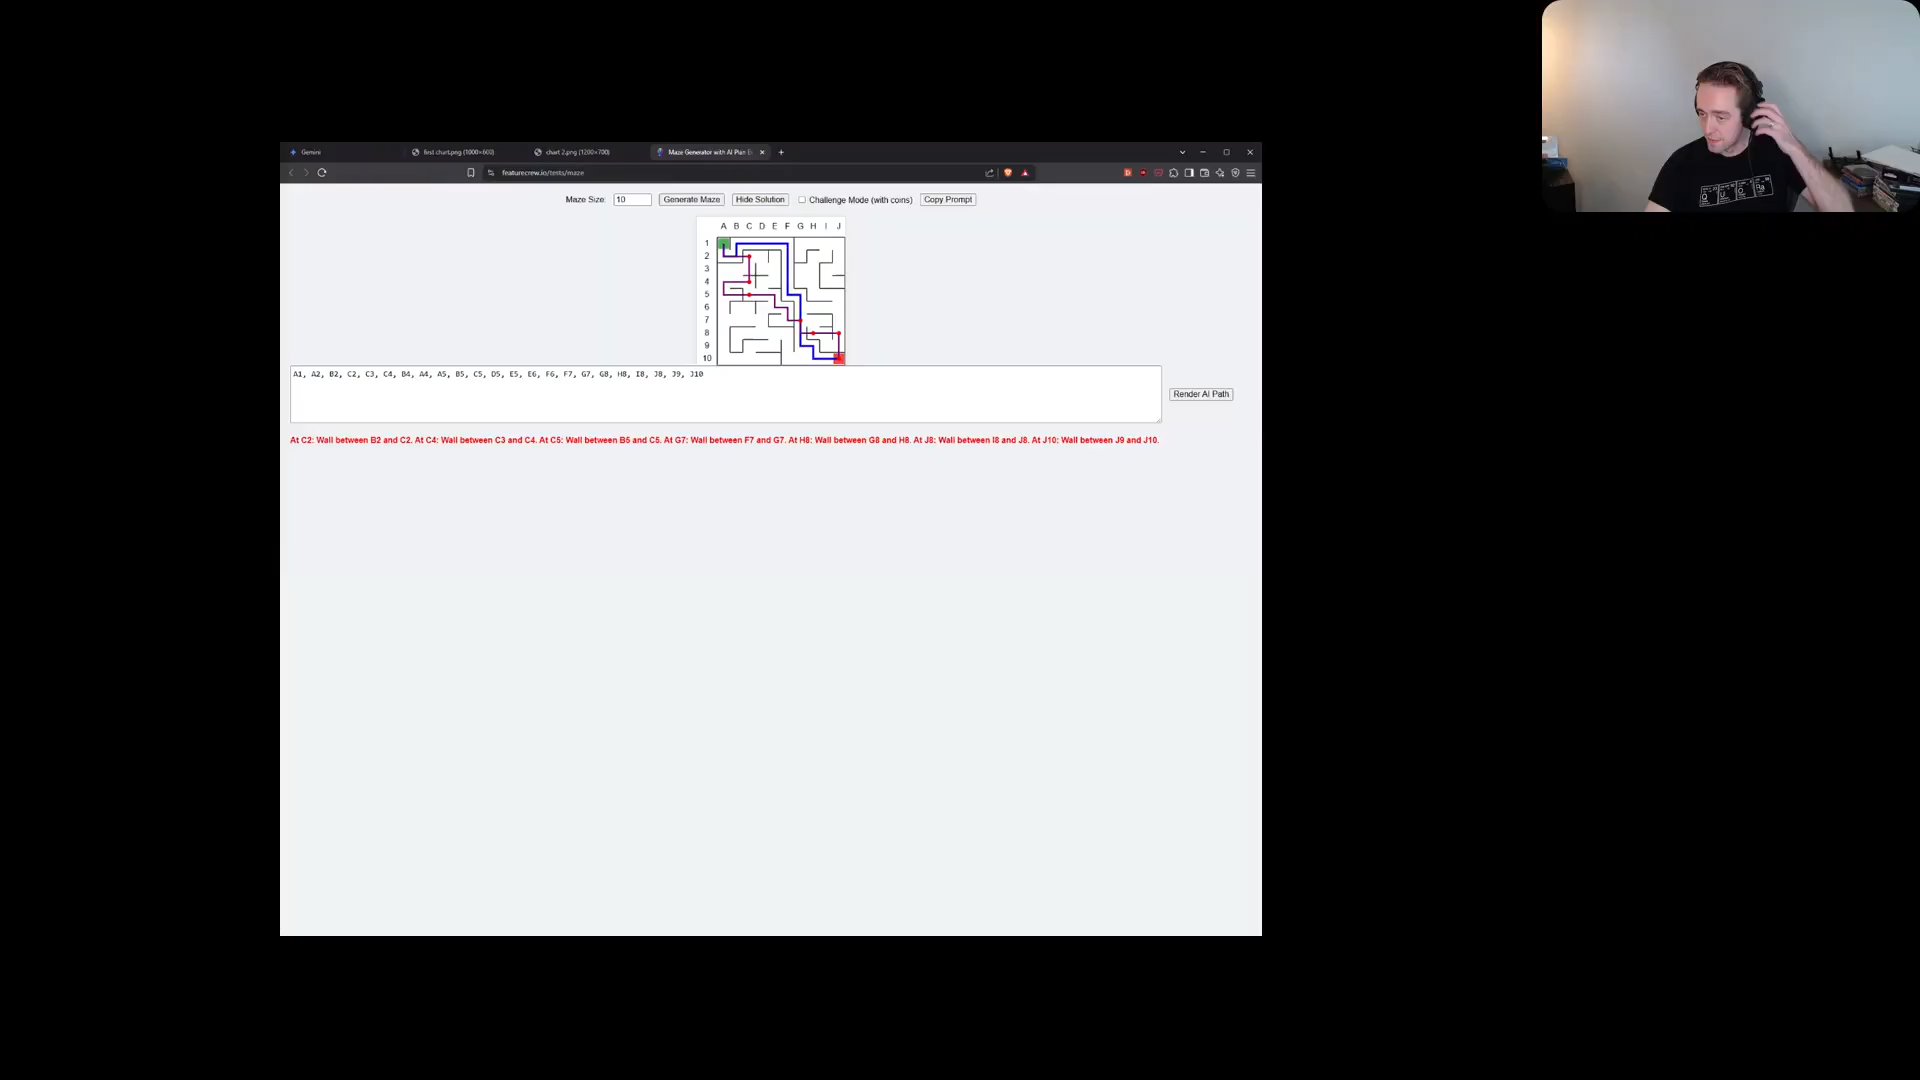 Gemini
first chart.png (1000×600)
chart 2.png (1200×700)
Maze Generator with AI Plan
featurecrew.io/tests/maze
Maze Size: 10 Generate Maze Hide Solution Challenge Mode (with coins) Copy Prompt
A B C D E F G H I J
1
2
3
4
5
6
7
8
9
10
A1, A2, B2, C2, C3, C4, B4, A4, A5, B5, C5, D5, E5, E6, F6, F7, G7, G8, H8, I8, J8, J9, J10
Render AI Path
At C2: Wall between B2 and C2. At C4: Wall between C3 and C4. At C5: Wall between B5 and C5. At G7: Wall between F7 and G7. At H8: Wall between G8 and H8. At J8: Wall between I8 and J8. At J10: Wall between J9 and J10.